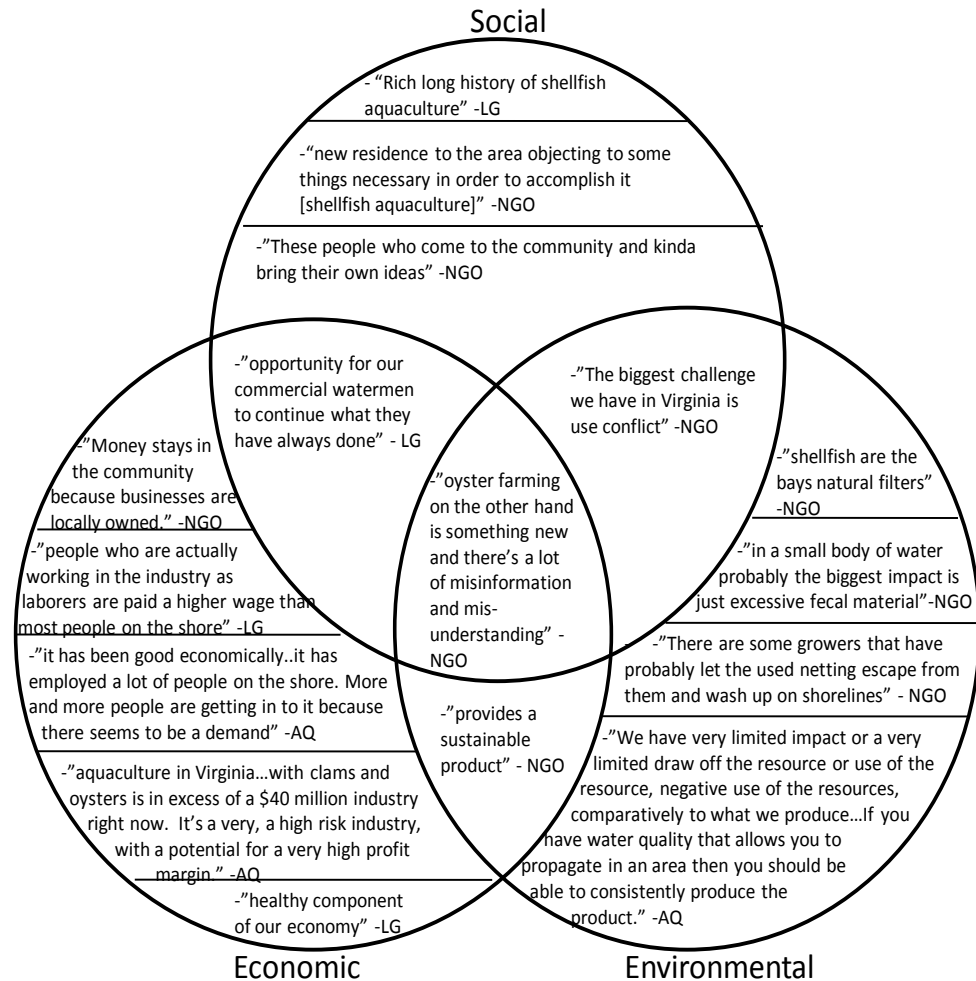 Social
- “Rich long history of shellfish
aquaculture” -LG
-“new residence to the area objecting to some
things necessary in order to accomplish it
[shellfish aquaculture]” -NGO
-”These people who come to the community and kinda
bring their own ideas” -NGO
-”opportunity for our
commercial watermen
to continue what they
have always done” - LG
-”The biggest challenge
we have in Virginia is
use conflict” -NGO
-”Money stays in
the community
because businesses are
locally owned.” -NGO
-”people who are actually
working in the industry as
laborers are paid a higher wage than
most people on the shore” -LG
-”it has been good economically..it has
employed a lot of people on the shore. More
and more people are getting in to it because
there seems to be a demand” -AQ
-”aquaculture in Virginia...with clams and
oysters is in excess of a $40 million industry
right now.  It’s a very, a high risk industry,
with a potential for a very high profit
margin.” -AQ
-”healthy component
of our economy” -LG
-”oyster farming
on the other hand
is something new
and there’s a lot
of misinformation
and mis-
understanding” -
NGO
-”provides a
sustainable
product” - NGO
-”shellfish are the
bays natural filters”
-NGO
-”in a small body of water
probably the biggest impact is
just excessive fecal material”-NGO
- -”There are some growers that have
probably let the used netting escape from
them and wash up on shorelines” - NGO
-”We have very limited impact or a very
limited draw off the resource or use of the
resource, negative use of the resources,
comparatively to what we produce...If you
have water quality that allows you to
propagate in an area then you should be
able to consistently produce the
product.” -AQ
Economic
Environmental